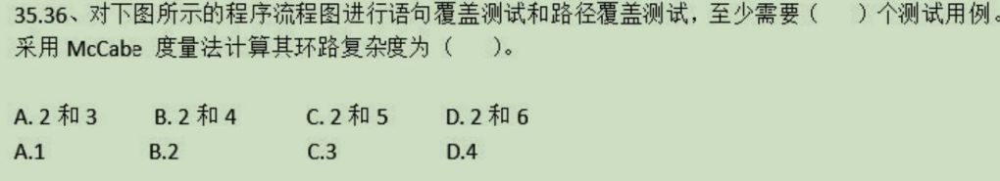 35.36、对下图所示的程序流程图进行语句覆盖测试和路径覆盖测试，至少需要（ ）个测试用例。
采用 McCabe 度量法计算其环路复杂度为（ ）。
A. 2 和 3 B. 2 和 4 C. 2 和 5 D. 2 和 6
A.1 B.2 C.3 D.4